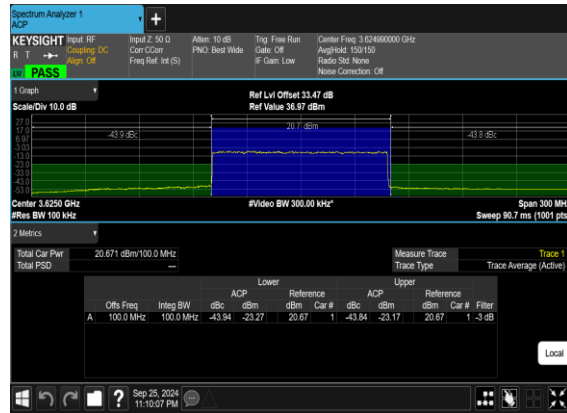 Spectrum Analyzer 1
ACP
+
KEYSIGHT Input: RF Input Z: 50 Ω Atten: 10 dB Trig: Free Run Center Freq: 3.624990000 GHz
R T Coupling: DC Corr CCorr PNO: Best Wide Gate: Off Avg|Hold: 150/150
Align: Off Freq Ref: Int (S) IF Gain: Low Radio Std: None
PASS Noise Correction: Off
1 Graph Ref Lvl Offset 33.47 dB
Scale/Div 10.0 dB Ref Value 36.97 dBm
27.0
17.0 -43.9 dBc 20.7 dBm -43.8 dBc
6.97
-3.03
-13.0
-23.0
-33.0
-43.0
-53.0
Center 3.6250 GHz #Video BW 300.00 kHz* Span 300 MH
#Res BW 100 kHz Sweep 90.7 ms (1001 pts
2 Metrics
Total Car Pwr 20.671 dBm/100.0 MHz Measure Trace Trace 1
Total PSD --- Trace Type Trace Average (Active)
Lower Upper
ACP Reference ACP Reference
Offs Freq Integ BW dBc dBm dBm Car # dBc dBm dBm Car # Filter
A 100.0 MHz 100.0 MHz -43.94 -23.27 20.67 1 -43.84 -23.17 20.67 1 -3 dB
Local
? Sep 25, 2024
11:10:07 PM